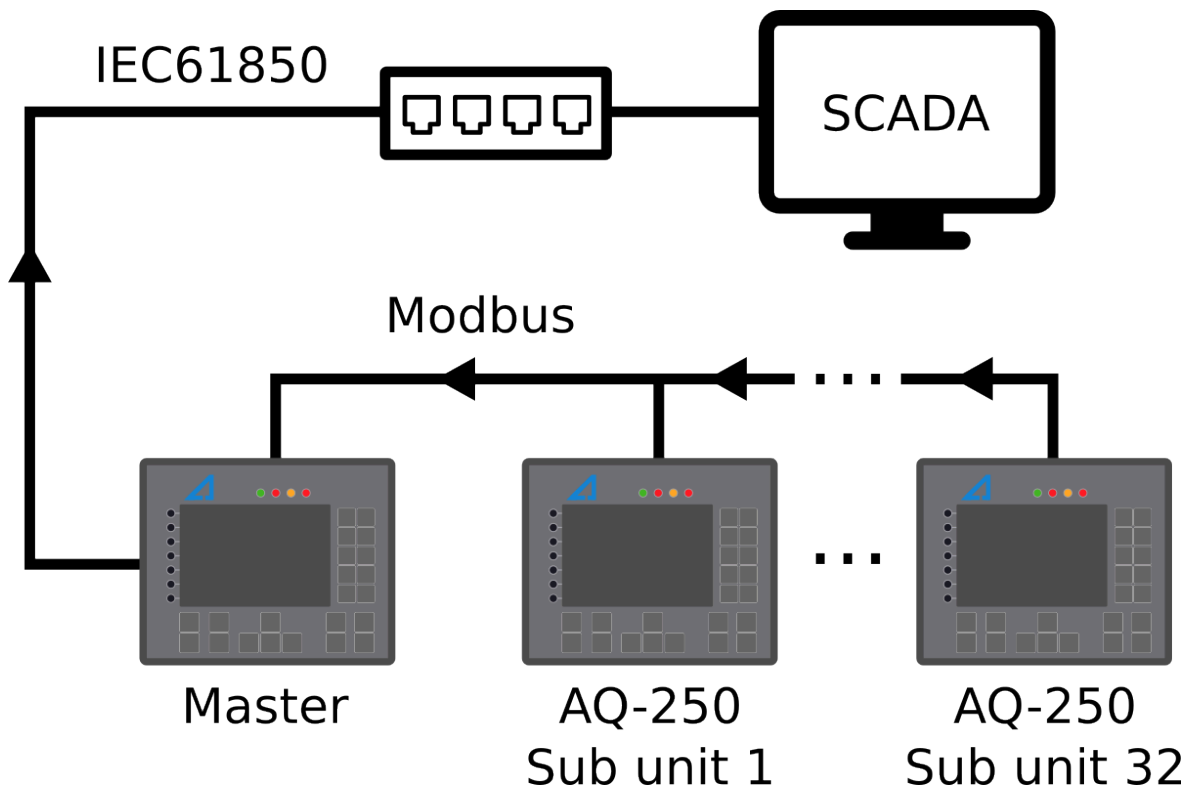 IEC61850
SCADA
Modbus
Master
AQ-250
Sub unit 1
AQ-250
Sub unit 32